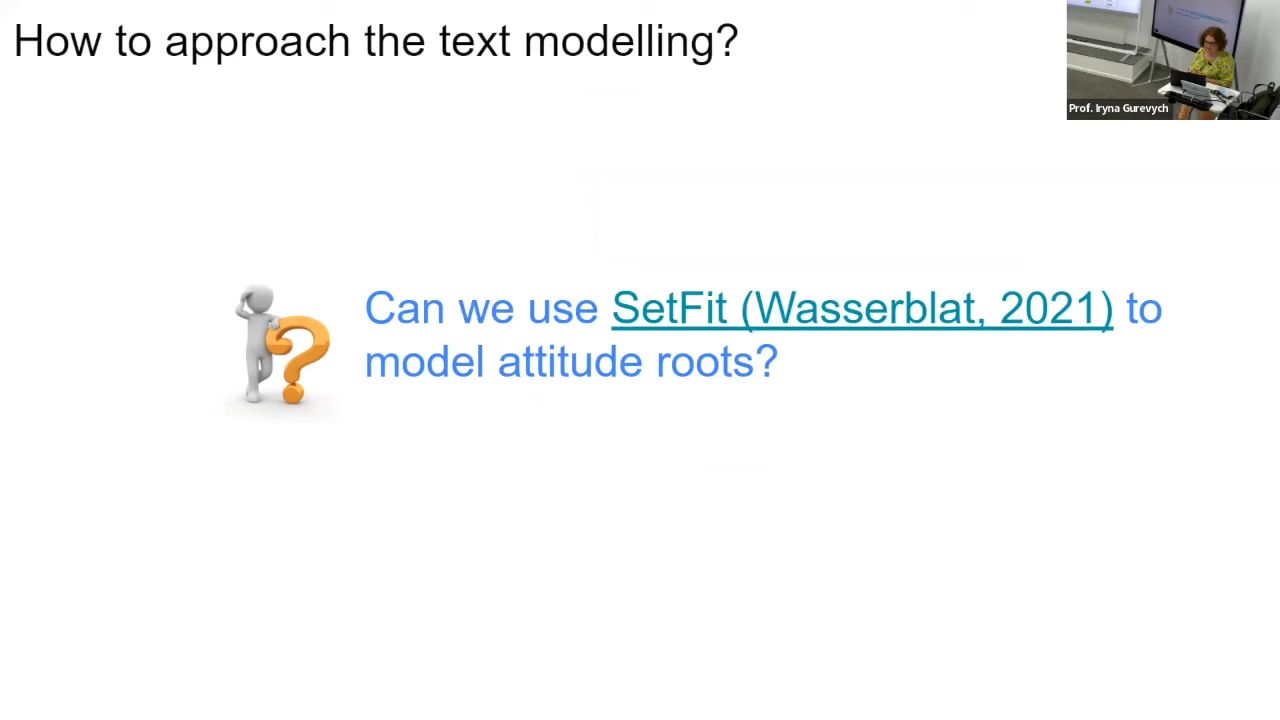 How to approach the text modelling?
Prof. Iryna Gurevych
Can we use SetFit (Wasserblat, 2021) to
model attitude roots?